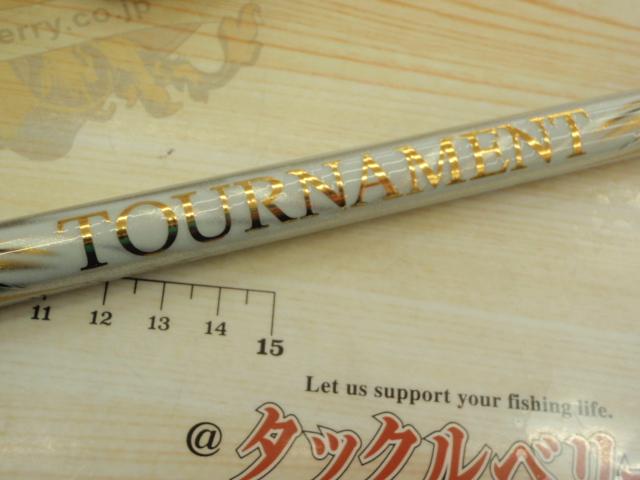 erry.co.jp
TOURNAMENT
11 12 13 14 15
Let us support your fishing life.
@タックルベリー